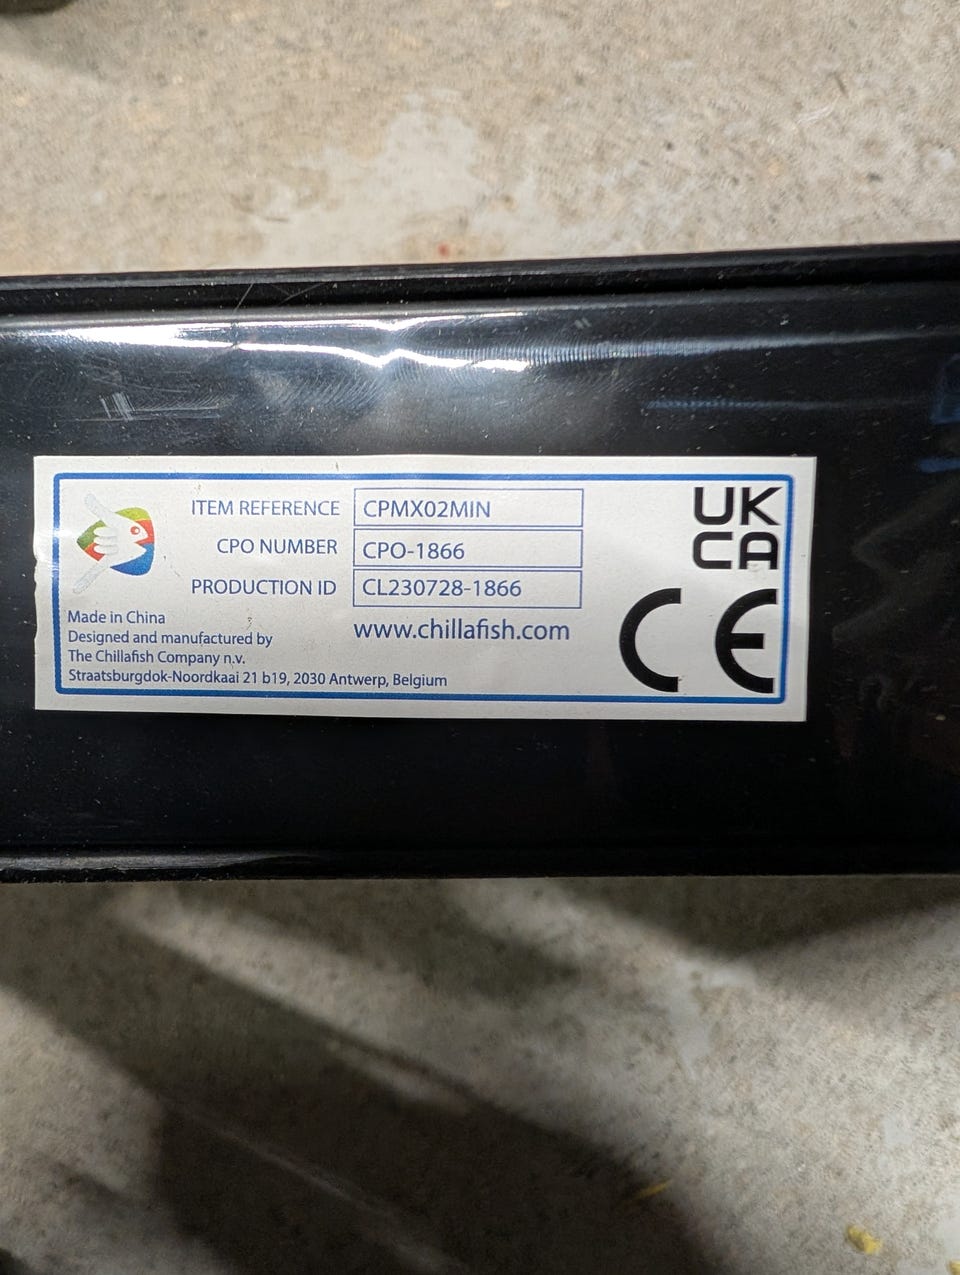 ITEM REFERENCE CPMX02MIN
CPO NUMBER CPO-1866
PRODUCTION ID CL230728-1866
Made in China
Designed and manufactured by
The Chillafish Company n.v.
Straatsburgdok-Noordkaai 21 b19, 2030 Antwerp, Belgium
www.chillafish.com
UK
CA
CE